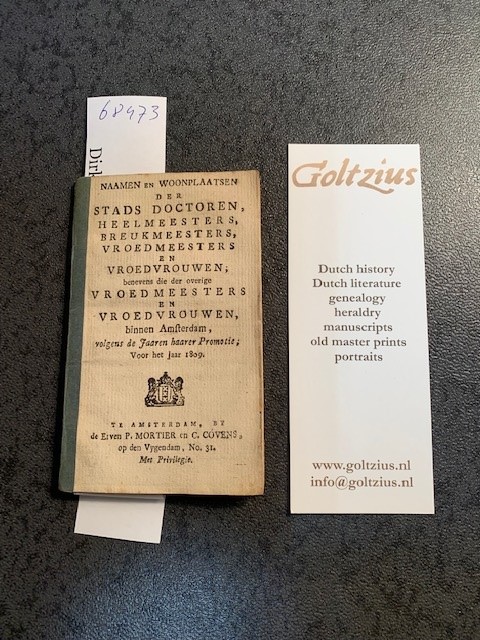 68473
Dirk
NAAMEN EN WOONPLAATSEN
DER
STADS DOCTOREN,
HEELMEESTERS,
BREUKMEESTERS,
VROEDMEESTERS
EN
VROEDVROUWEN;
benevens die der overige
VROEDMEESTERS
EN
VROEDVROUWEN,
binnen Amsterdam,
volgens de Jaaren haarer Promotie;
Voor het jaar 1809.
TE AMSTERDAM, BY
de Erven P. MORTIER en C. COVENS,
op den Vygendam, No. 31.
Met Privilegie.
Goltzius
Dutch history
Dutch literature
genealogy
heraldry
manuscripts
old master prints
portraits
www.goltzius.nl
info@goltzius.nl